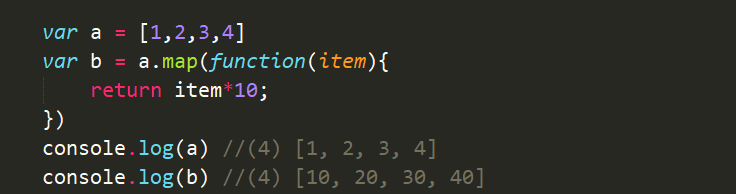 var a = [1,2,3,4]
var b = a.map(function(item){
    return item*10;
})
console.log(a) //(4) [1, 2, 3, 4]
console.log(b) //(4) [10, 20, 30, 40]